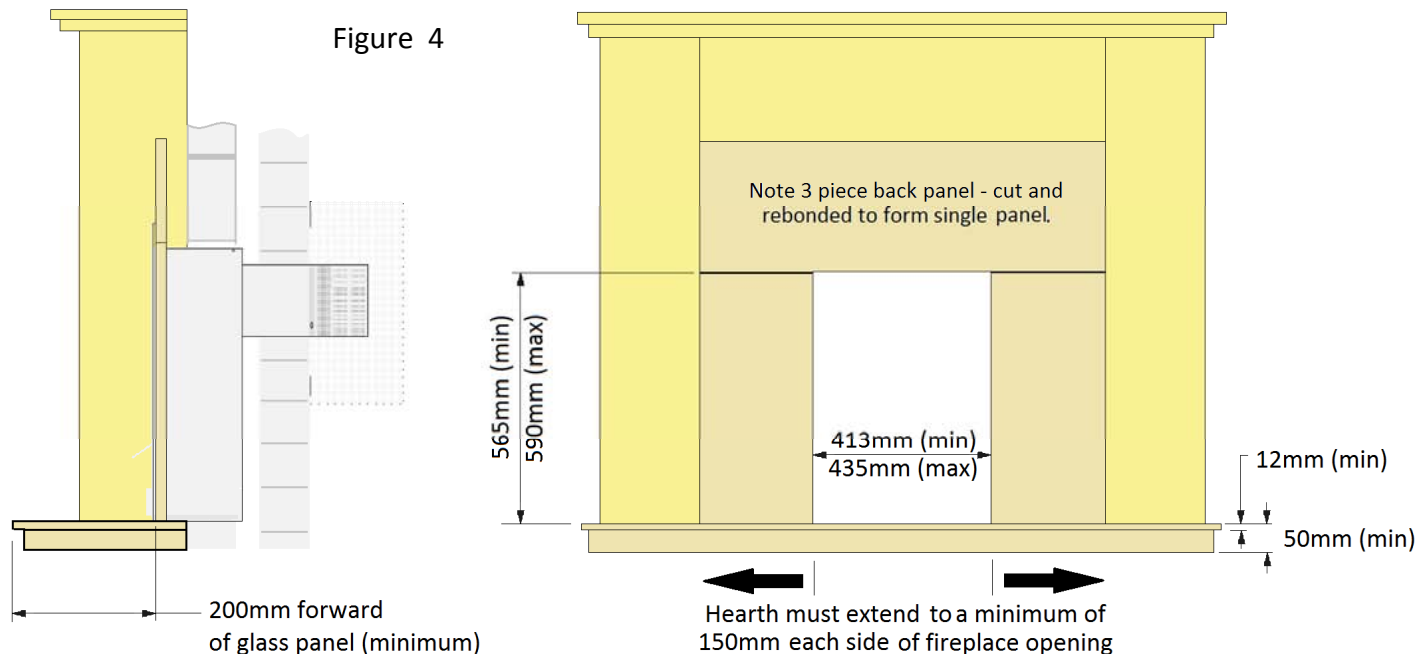 Figure 4
Note 3 piece back panel - cut and
rebonded to form single panel.
565mm (min)
590mm (max)
413mm (min)
435mm (max)
12mm (min)
50mm (min)
200mm forward
of glass panel (minimum)
Hearth must extend to a minimum of
150mm each side of fireplace opening